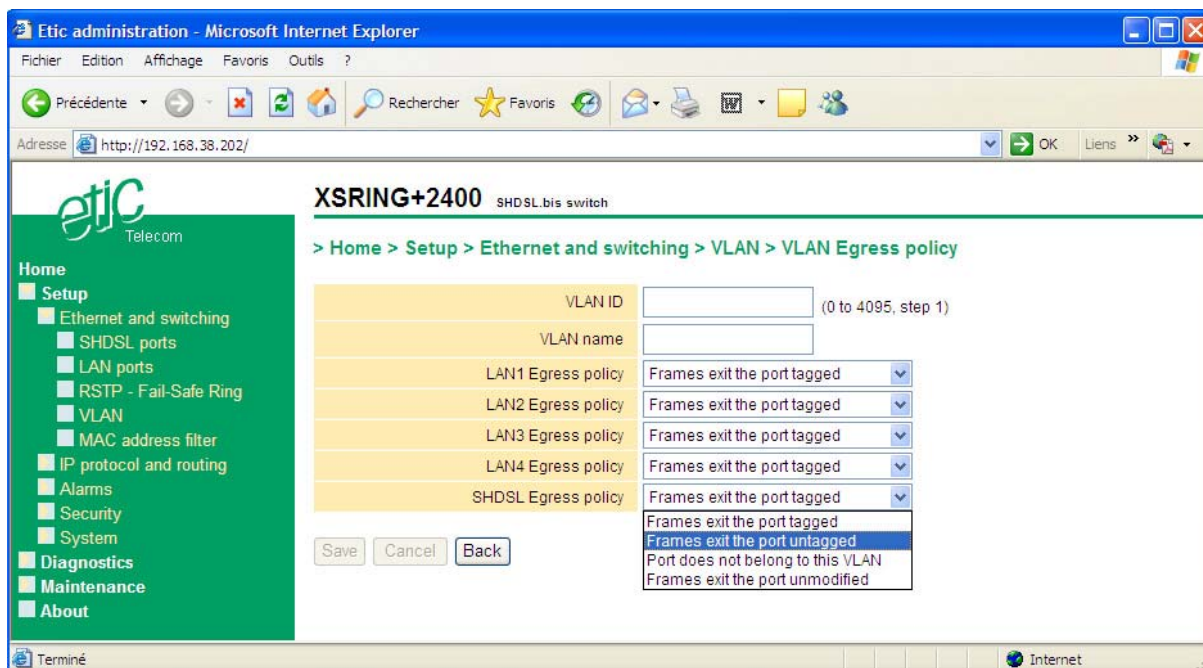 Etic administration - Microsoft Internet Explorer
Fichier Edition Affichage Favoris Outils ?
Précédente Rechercher Favoris
Adresse http://192.168.38.202/ OK Liens »
etic
Telecom
XSRING+2400 SHDSL.bis switch
> Home > Setup > Ethernet and switching > VLAN > VLAN Egress policy
Home
Setup
Ethernet and switching
SHDSL ports
LAN ports
RSTP - Fail-Safe Ring
VLAN
MAC address filter
IP protocol and routing
Alarms
Security
System
Diagnostics
Maintenance
About
VLAN ID (0 to 4095, step 1)
VLAN name
LAN1 Egress policy Frames exit the port tagged
LAN2 Egress policy Frames exit the port tagged
LAN3 Egress policy Frames exit the port tagged
LAN4 Egress policy Frames exit the port tagged
SHDSL Egress policy Frames exit the port tagged
Frames exit the port tagged
Frames exit the port untagged
Port does not belong to this VLAN
Frames exit the port unmodified
Save Cancel Back
Terminé Internet